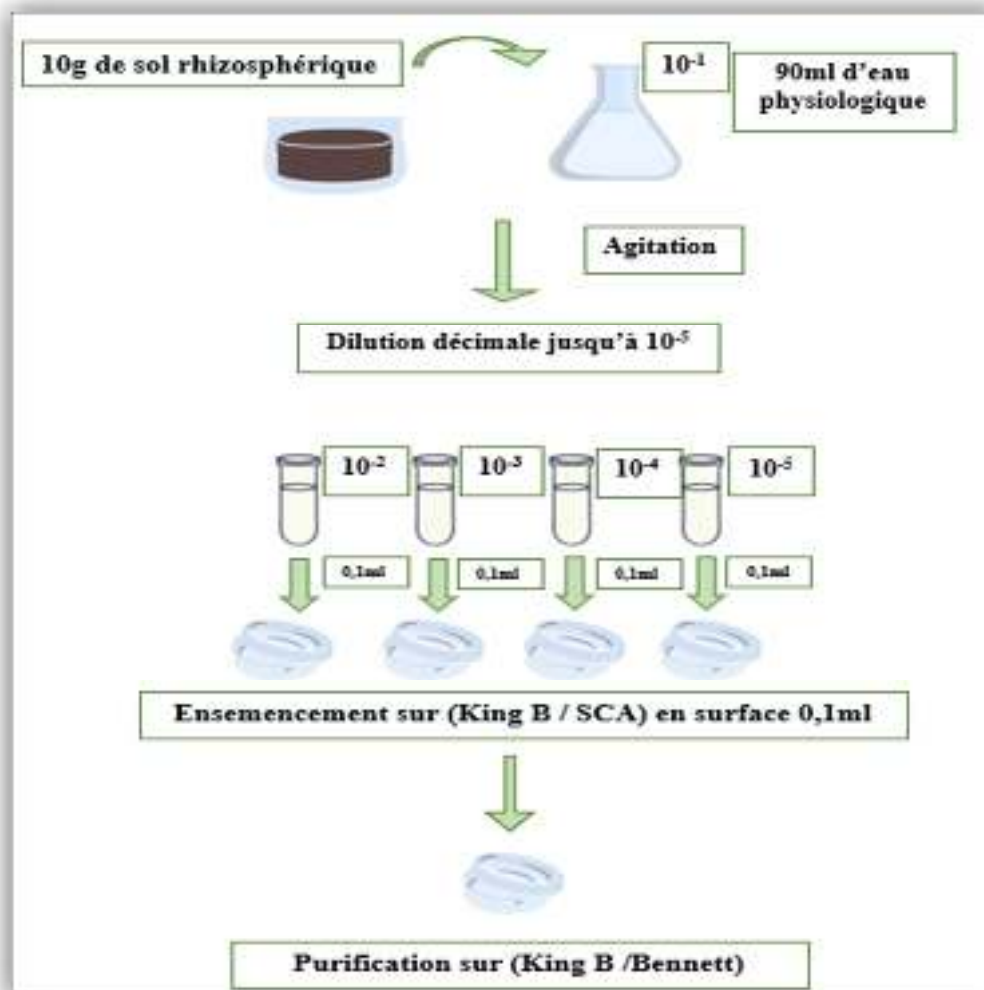 10g de sol rhizosphérique
10⁻¹
90ml d'eau
physiologique
Agitation
Dilution décimale jusqu'à 10⁻⁵
10⁻²
10⁻³
10⁻⁴
10⁻⁵
0,1ml
0,1ml
0,1ml
0,1ml
Ensemencement sur (King B / SCA) en surface 0,1ml
Purification sur (King B /Bennett)